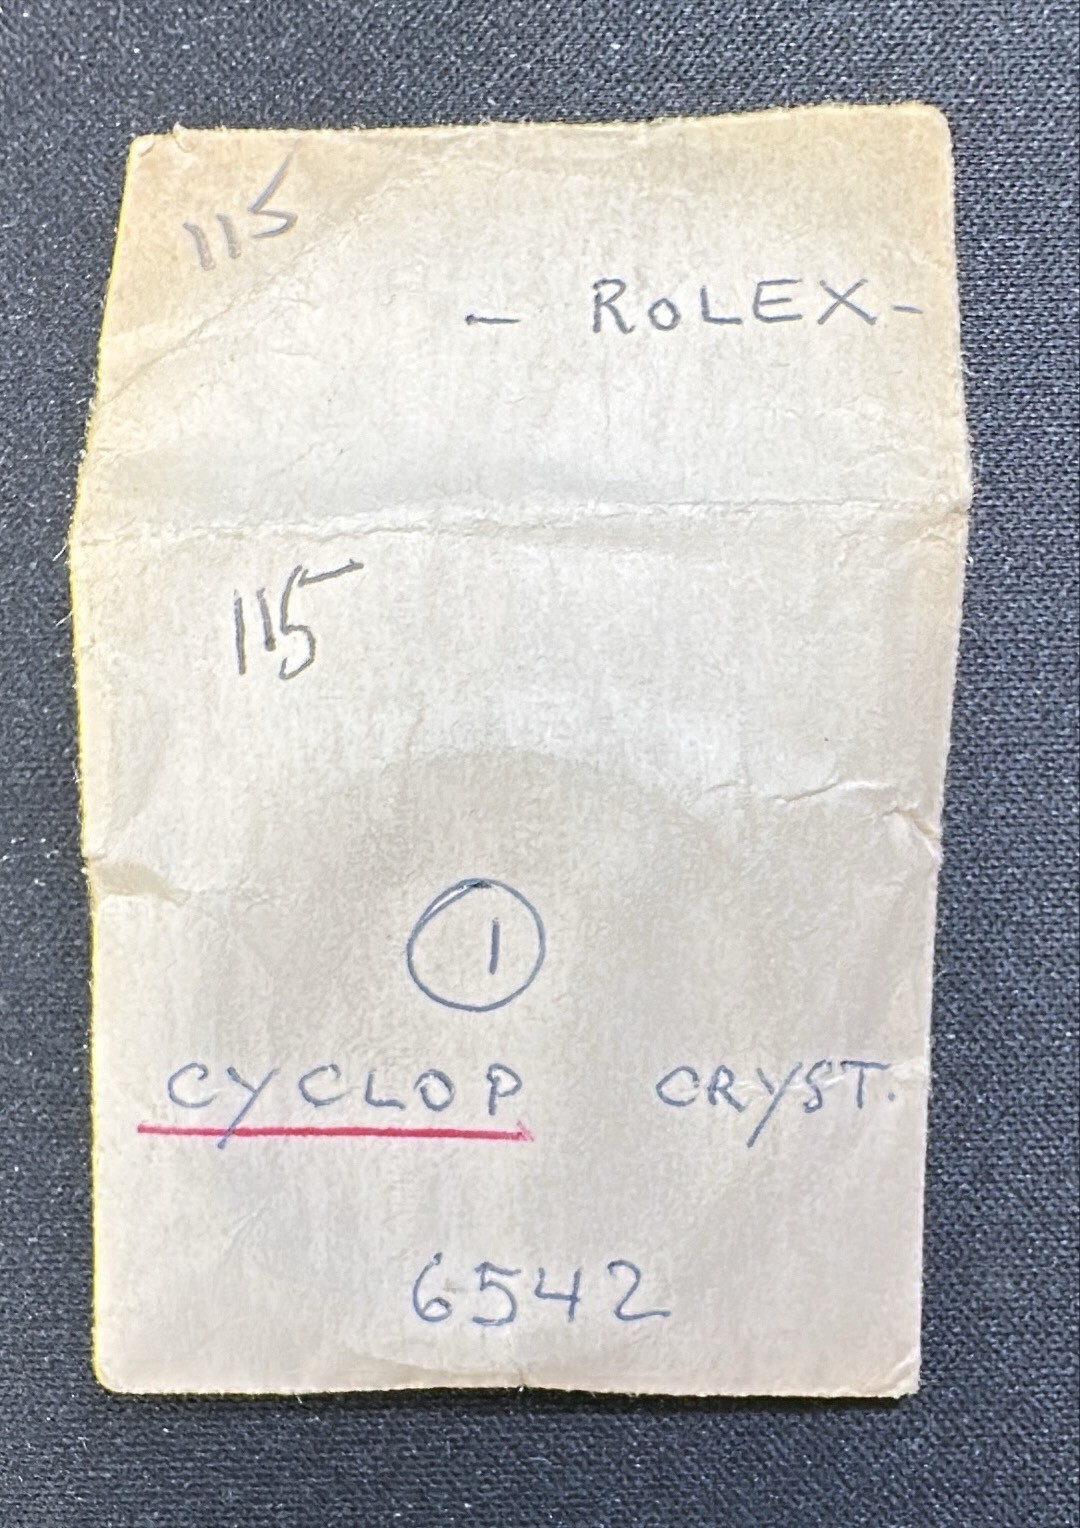 115
- RoLEX-
115
1
CYCLOP CRYST.
6542